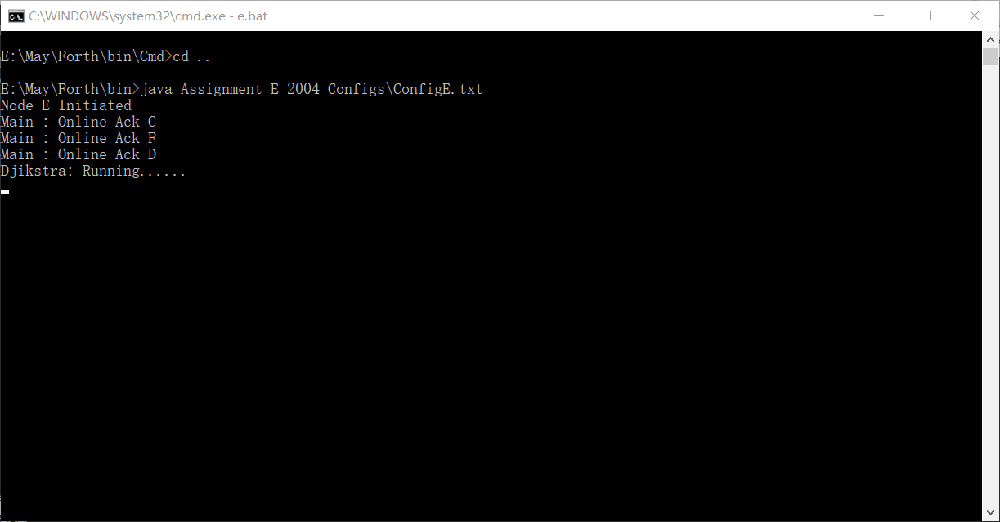 C:\WINDOWS\system32\cmd.exe - e.bat
E:\May\Forth\bin\Cmd>cd ..
E:\May\Forth\bin>java Assignment E 2004 Configs\ConfigE.txt
Node E Initiated
Main : Online Ack C
Main : Online Ack F
Main : Online Ack D
Djikstra: Running......